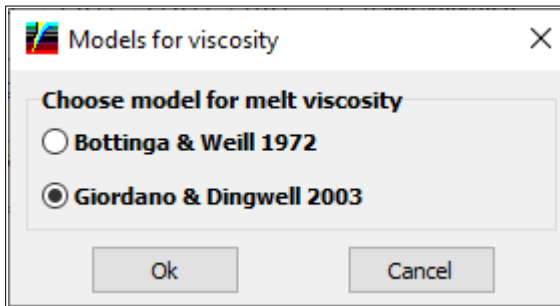 Models for viscosity
Choose model for melt viscosity
Bottinga & Weill 1972
Giordano & Dingwell 2003
Ok Cancel